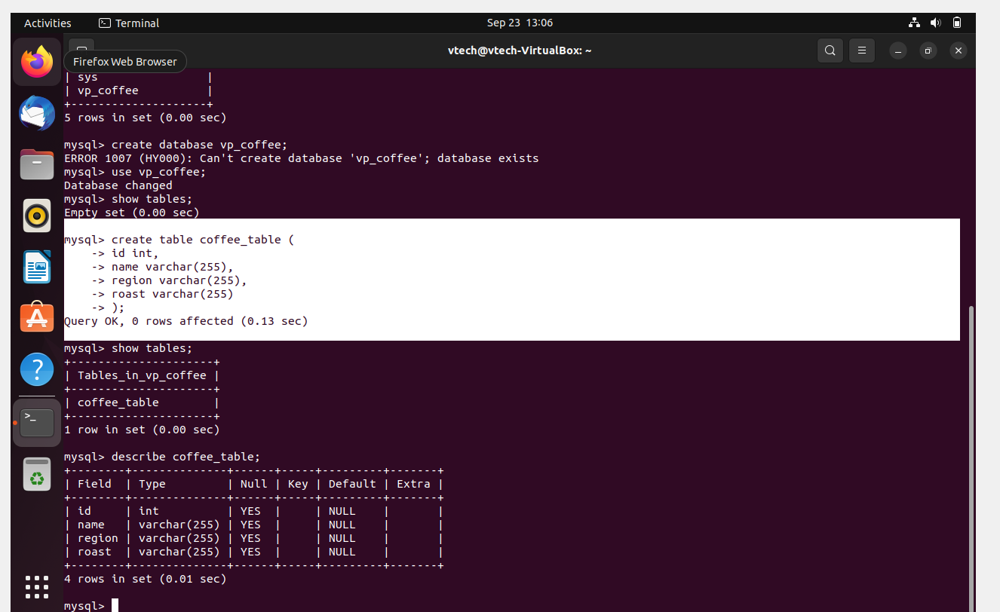 Activities Terminal Sep 23 13:06
vtech@vtech-VirtualBox: ~
Firefox Web Browser
| sys                |
| vp_coffee          |
+--------------------+
5 rows in set (0.00 sec)
mysql> create database vp_coffee;
ERROR 1007 (HY000): Can't create database 'vp_coffee'; database exists
mysql> use vp_coffee;
Database changed
mysql> show tables;
Empty set (0.00 sec)
mysql> create table coffee_table (
    -> id int,
    -> name varchar(255),
    -> region varchar(255),
    -> roast varchar(255)
    -> );
Query OK, 0 rows affected (0.13 sec)
mysql> show tables;
+---------------------+
| Tables_in_vp_coffee |
+---------------------+
| coffee_table        |
+---------------------+
1 row in set (0.00 sec)
mysql> describe coffee_table;
+--------+--------------+------+-----+---------+-------+
| Field  | Type         | Null | Key | Default | Extra |
+--------+--------------+------+-----+---------+-------+
| id     | int          | YES  |     | NULL    |       |
| name   | varchar(255) | YES  |     | NULL    |       |
| region | varchar(255) | YES  |     | NULL    |       |
| roast  | varchar(255) | YES  |     | NULL    |       |
+--------+--------------+------+-----+---------+-------+
4 rows in set (0.01 sec)
mysql>